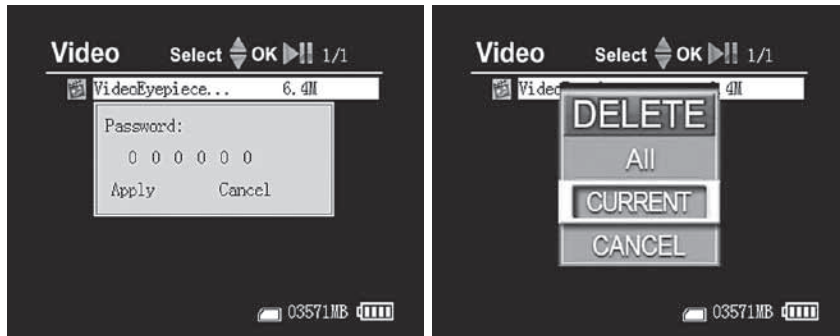 Video Select OK 1/1
VideoEyepiece... 6.4M
Password:
0 0 0 0 0 0
Apply Cancel
03571MB
Video Select OK 1/1
4M
DELETE
All
CURRENT
CANCEL
03571MB